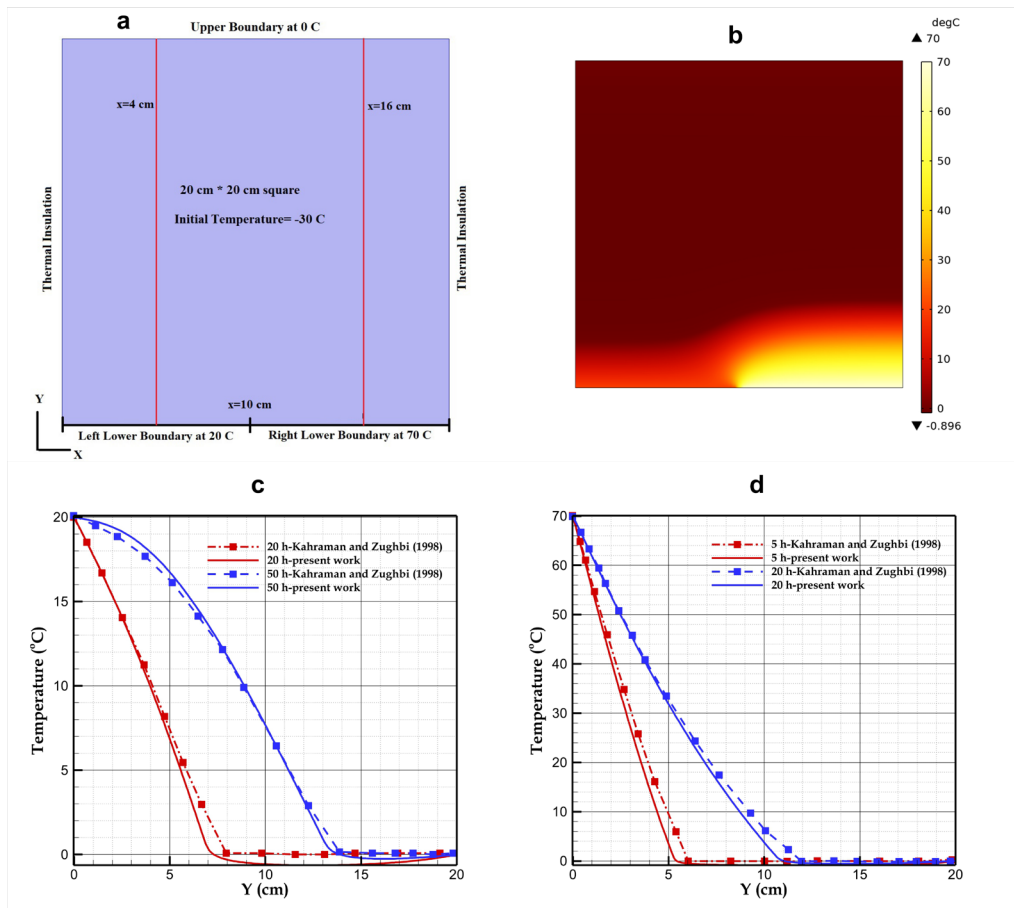 a
Upper Boundary at 0 C
x=4 cm
x=16 cm
20 cm * 20 cm square
Initial Temperature= -30 C
Thermal Insulation
Thermal Insulation
x=10 cm
Y
X
Left Lower Boundary at 20 C
Right Lower Boundary at 70 C
b
degC
▲ 70
70
60
50
40
30
20
10
0
▼ -0.896
c
20 h-Kahraman and Zughbi (1998)
20 h-present work
50 h-Kahraman and Zughbi (1998)
50 h-present work
Temperature (°C)
20
15
10
5
0
0
5
10
15
20
Y (cm)
d
5 h-Kahraman and Zughbi (1998)
5 h-present work
20 h-Kahraman and Zughbi (1998)
20 h-present work
Temperature (°C)
70
60
50
40
30
20
10
0
0
5
10
15
20
Y (cm)